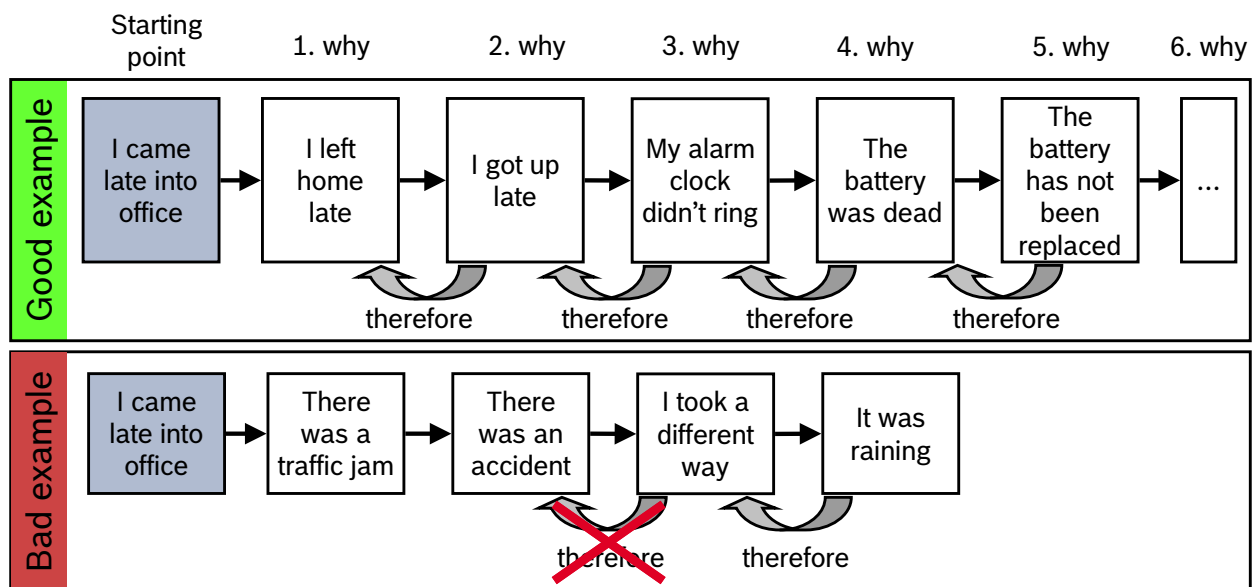 Starting
point
1. why
2. why
3. why
4. why
5. why
6. why
Good example
I came
late into
office
I left
home
late
I got up
late
My alarm
clock
didn't ring
The
battery
was dead
The
battery
has not
been
replaced
...
therefore
therefore
therefore
therefore
Bad example
I came
late into
office
There
was a
traffic jam
There
was an
accident
I took a
different
way
It was
raining
therefore
therefore